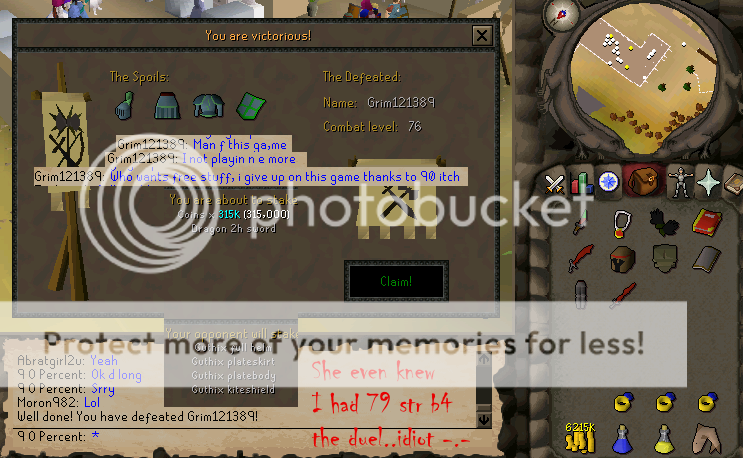 You are victorious!
The Spoils:
The Defeated:
Name: Grim121389
Combat level: 76
Grim121389: Man f this qa,me
Grim121389: I not playin n e more
Grim121389: Who wants free stuff, i give up on this game thanks to 90 itch
You are about to stake
Coins x 315K (315,000)
Dragon 2h sword
photobucket
Claim!
Protect more of your memories for less!
Your opponent will stake
Guthix full helm
Guthix plateskirt
Guthix platebody
Guthix kiteshield
Abratgirl2u: Yeah
9 0 Percent: Ok d long
9 0 Percent: Srry
Moron982: Lol
Well done! You have defeated Grim121389!
9 0 Percent: *
She even knew
I had 79 str b4
the duel..idiot -.-
6215K